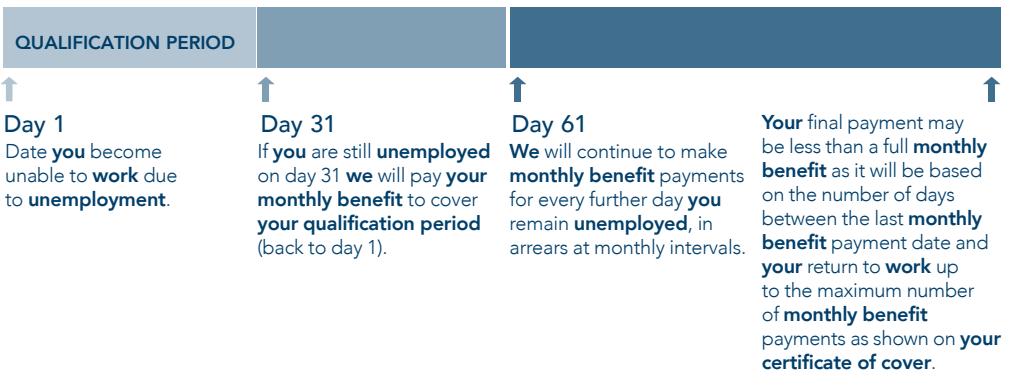 QUALIFICATION PERIOD
Day 1
Date you become
unable to work due
to unemployment.
Day 31
If you are still unemployed
on day 31 we will pay your
monthly benefit to cover
your qualification period
(back to day 1).
Day 61
We will continue to make
monthly benefit payments
for every further day you
remain unemployed, in
arrears at monthly intervals.
Your final payment may
be less than a full monthly
benefit as it will be based
on the number of days
between the last monthly
benefit payment date and
your return to work up
to the maximum number
of monthly benefit
payments as shown on your
certificate of cover.